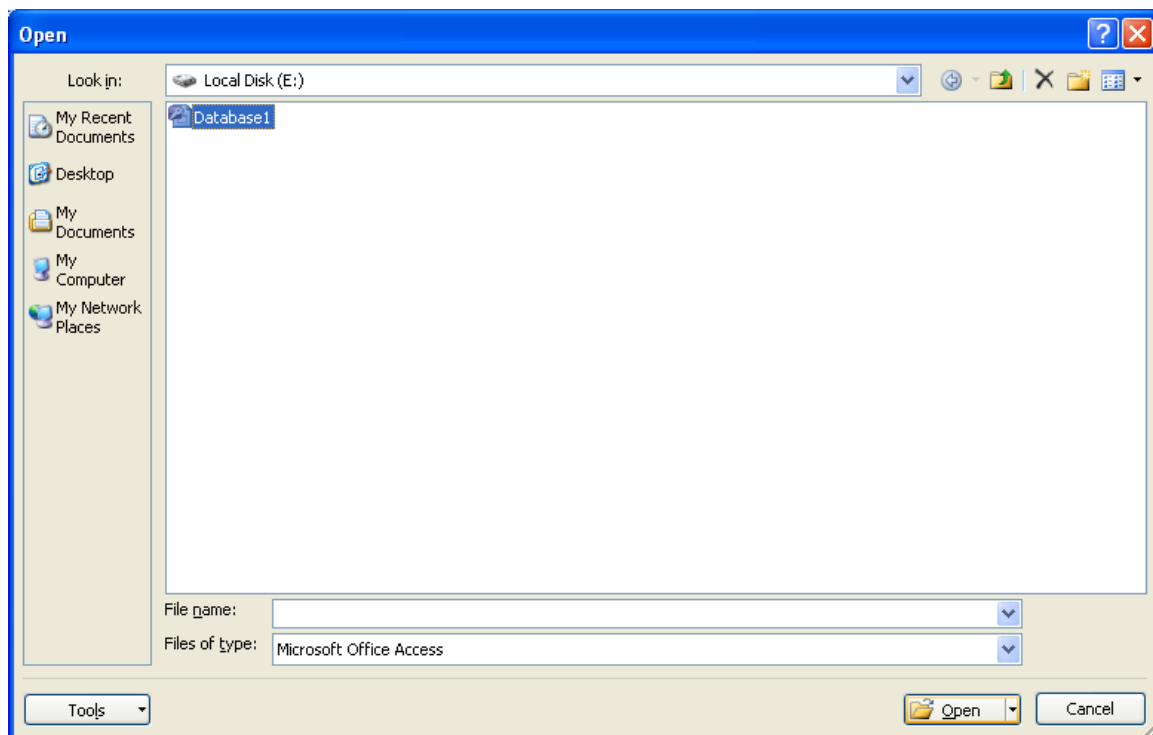 Open
Look in:
Local Disk (E:)
My Recent
Documents
Desktop
My
Documents
My
Computer
My Network
Places
Database1
File name:
Files of type:
Microsoft Office Access
Tools
Open
Cancel